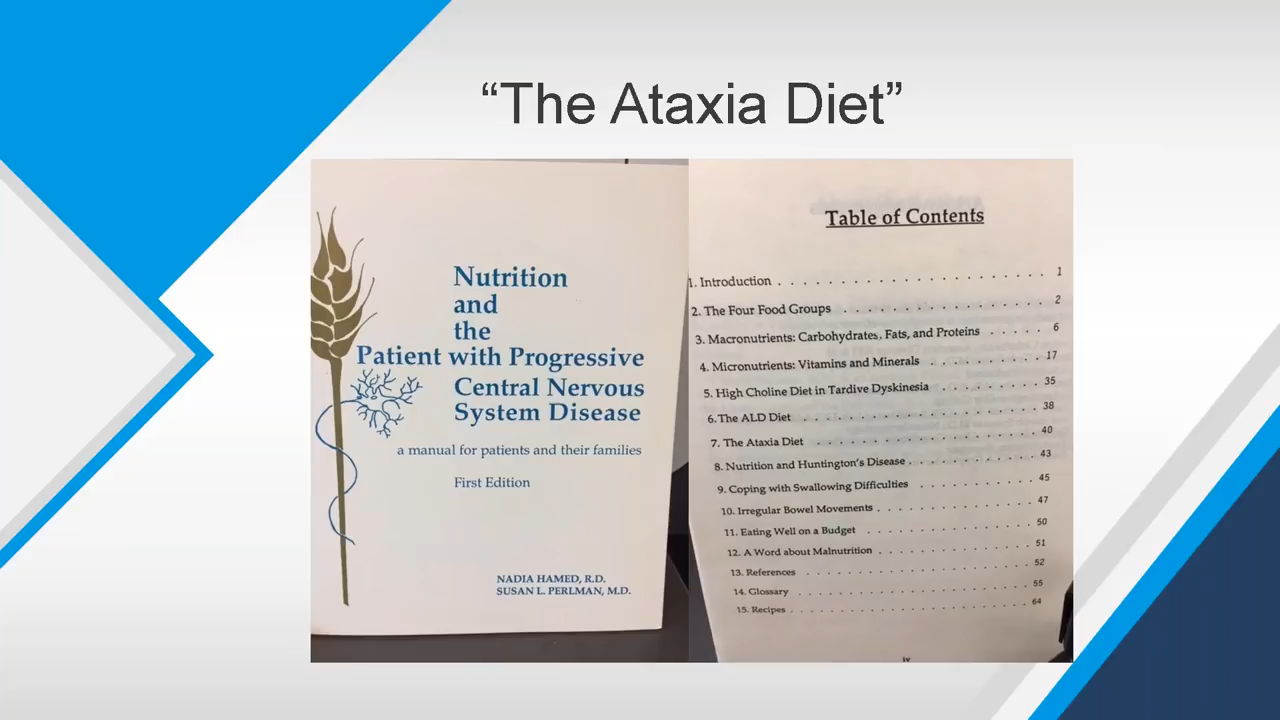 “The Ataxia Diet”
Nutrition
and
the
Patient with Progressive
Central Nervous
System Disease
a manual for patients and their families
First Edition
NADIA HAMED, R.D.
SUSAN L. PERLMAN, M.D.
Table of Contents
1. Introduction . . . . . . . . . . . . . . . . . . . . . . . 1
2. The Four Food Groups . . . . . . . . . . . . . . . . . . 2
3. Macronutrients: Carbohydrates, Fats, and Proteins . . . . . 6
4. Micronutrients: Vitamins and Minerals . . . . . . . . . . 17
5. High Choline Diet in Tardive Dyskinesia . . . . . . . . . 35
6. The ALD Diet . . . . . . . . . . . . . . . . . . . . . 38
7. The Ataxia Diet . . . . . . . . . . . . . . . . . . . . 40
8. Nutrition and Huntington's Disease . . . . . . . . . . . 43
9. Coping with Swallowing Difficulties . . . . . . . . . . . 45
10. Irregular Bowel Movements . . . . . . . . . . . . . . 47
11. Eating Well on a Budget . . . . . . . . . . . . . . . 50
12. A Word about Malnutrition . . . . . . . . . . . . . . 51
13. References . . . . . . . . . . . . . . . . . . . . . 52
14. Glossary . . . . . . . . . . . . . . . . . . . . . . 55
15. Recipes . . . . . . . . . . . . . . . . . . . . . . 64
iv